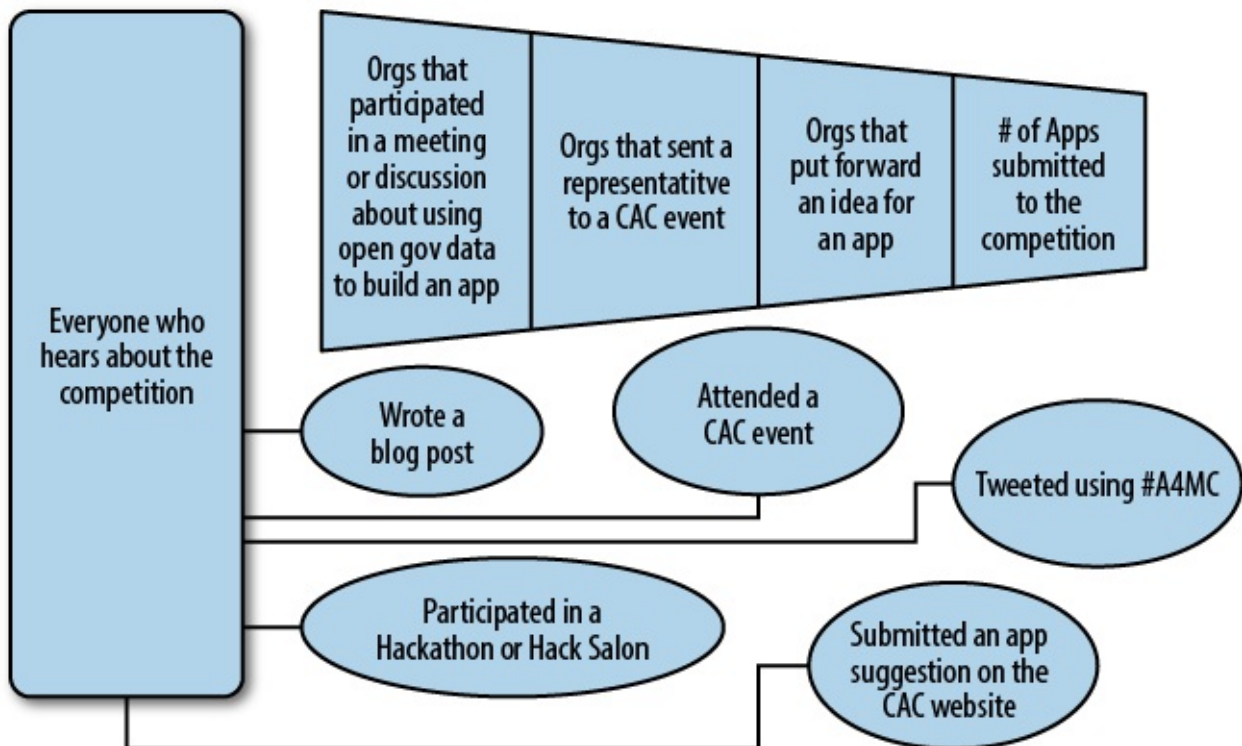 Everyone who
hears about the
competition
Orgs that
participated
in a meeting
or discussion
about using
open gov data
to build an app
Orgs that sent a
representatitve
to a CAC event
Orgs that
put forward
an idea for
an app
# of Apps
submitted
to the
competition
Wrote a
blog post
Attended a
CAC event
Tweeted using #A4MC
Participated in a
Hackathon or Hack Salon
Submitted an app
suggestion on the
CAC website